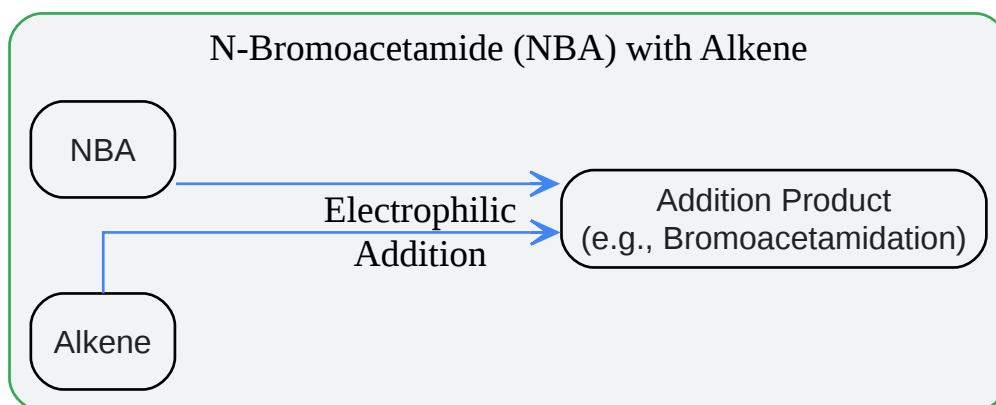 N-Bromoacetamide (NBA) with Alkene
NBA
Electrophilic
Addition
Addition Product
(e.g., Bromoacetamidation)
Alkene